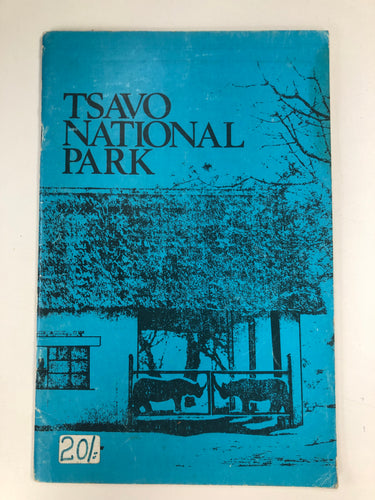 TSAVO
NATIONAL
PARK
20/-